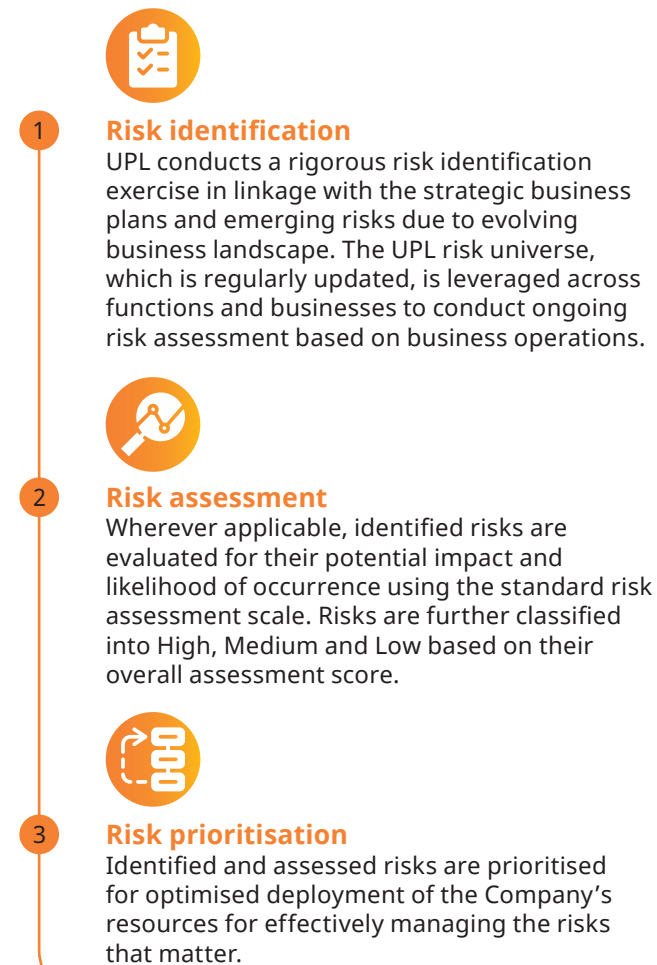 1
Risk identification
UPL conducts a rigorous risk identification
exercise in linkage with the strategic business
plans and emerging risks due to evolving
business landscape. The UPL risk universe,
which is regularly updated, is leveraged across
functions and businesses to conduct ongoing
risk assessment based on business operations.
2
Risk assessment
Wherever applicable, identified risks are
evaluated for their potential impact and
likelihood of occurrence using the standard risk
assessment scale. Risks are further classified
into High, Medium and Low based on their
overall assessment score.
3
Risk prioritisation
Identified and assessed risks are prioritised
for optimised deployment of the Company’s
resources for effectively managing the risks
that matter.